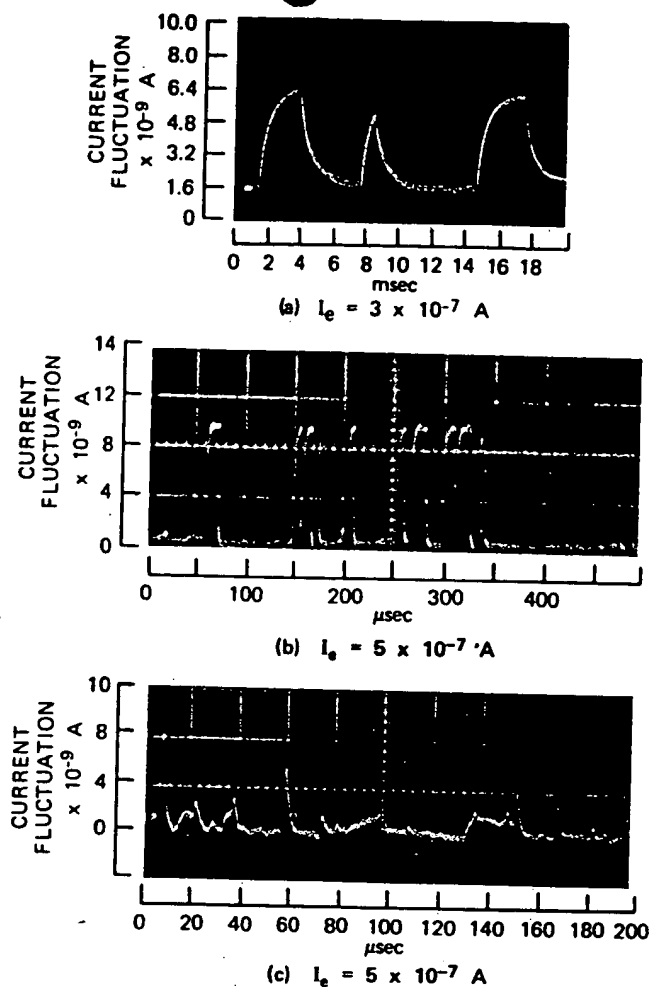 10.0
8.0
6.4
4.8
3.2
1.6
0
CURRENT
FLUCTUATION
x 10-9 A
0 2 4 6 8 10 12 14 16 18
msec
(a) Ie = 3 x 10-7 A
14
12
8
4
0
CURRENT
FLUCTUATION
x 10-9 A
0 100 200 300 400
μsec
(b) Ie = 5 x 10-7 A
10
8
4
0
CURRENT
FLUCTUATION
x 10-9 A
0 20 40 60 80 100 120 140 160 180 200
μsec
(c) Ie = 5 x 10-7 A